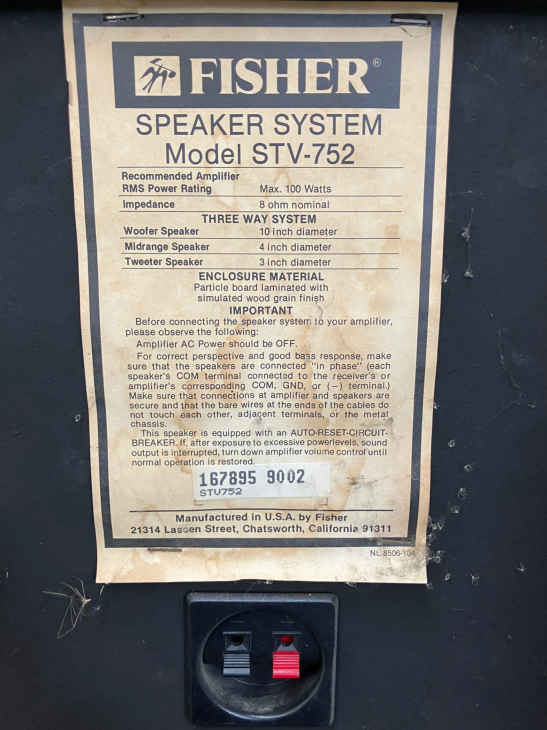 FISHER®
SPEAKER SYSTEM
Model STV-752
Recommended Amplifier
RMS Power Rating Max. 100 Watts
Impedance 8 ohm nominal
THREE WAY SYSTEM
Woofer Speaker 10 inch diameter
Midrange Speaker 4 inch diameter
Tweeter Speaker 3 inch diameter
ENCLOSURE MATERIAL
Particle board laminated with
simulated wood grain finish
IMPORTANT
Before connecting the speaker system to your amplifier,
please observe the following:
Amplifier AC Power should be OFF.
For correct perspective and good bass response, make
sure that the speakers are connected "in phase" (each
speaker's COM terminal connected to the receiver's or
amplifier's corresponding COM, GND, or (−) terminal.)
Make sure that connections at amplifier and speakers are
secure and that the bare wires at the ends of the cables do
not touch each other, adjacent terminals, or the metal
chassis.
This speaker is equipped with an AUTO-RESET-CIRCUIT-
BREAKER. If, after exposure to excessive powerlevels, sound
output is interrupted, turn down amplifier volume control until
normal operation is restored.
167895 9002
STV752
Manufactured in U.S.A. by Fisher
21314 Lassen Street, Chatsworth, California 91311
NL 8506-104